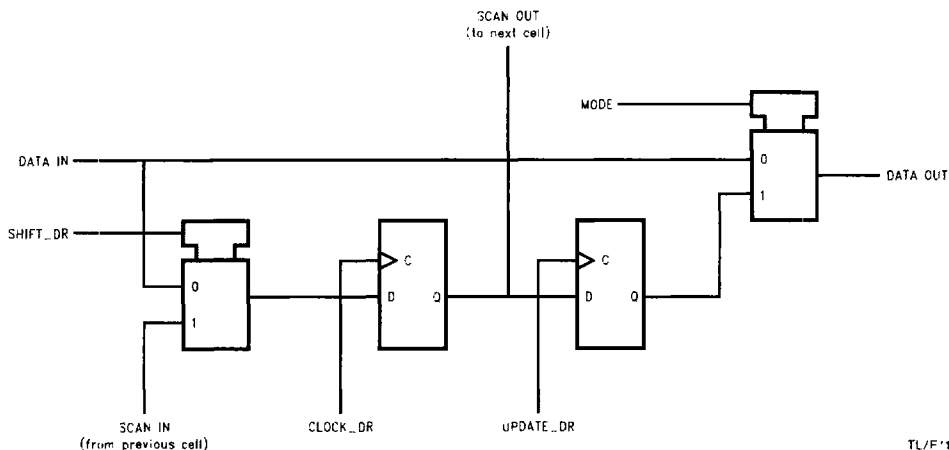 SCAN OUT
(to next cell)
MODE
DATA IN
0
DATA OUT
1
SHIFT_DR
C
C
0
D
Q
D
Q
1
SCAN IN
(from previous cell)
CLOCK_DR
UPDATE_DR